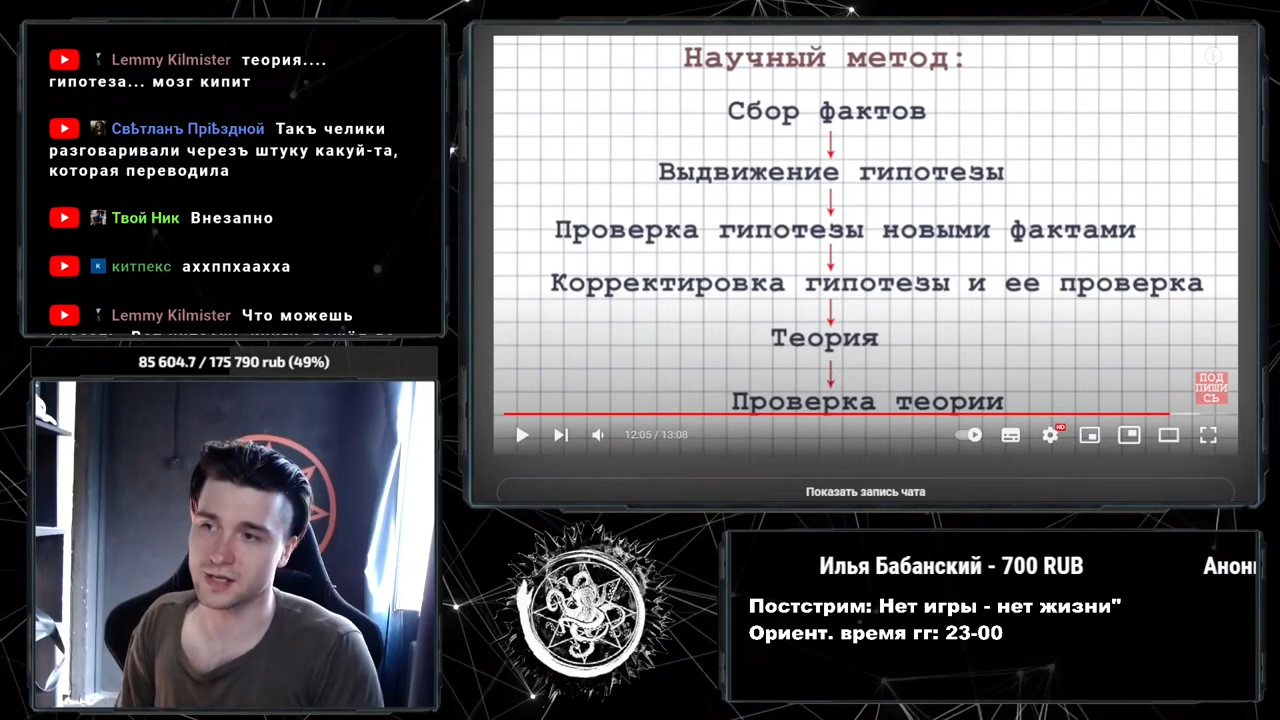 Lemmy Kilmister теория....
гипотеза... мозг кипит
Свѣтланъ Прiѣздной Такъ челики
разговаривали черезъ штуку какуй-та,
которая переводила
Твой Ник Внезапно
китпекс аххппхаахха
Lemmy Kilmister Что можешь
85 604.7 / 175 790 rub (49%)
Научный метод:
Сбор фактов
Выдвижение гипотезы
Проверка гипотезы новыми фактами
Корректировка гипотезы и ее проверка
Теория
Проверка теории
ПОД
ПИШИ
СЬ
12:05 / 13:08
HD
Показать запись чата
Илья Бабанский - 700 RUB
Постстрим: Нет игры - нет жизни"
Ориент. время гг: 23-00